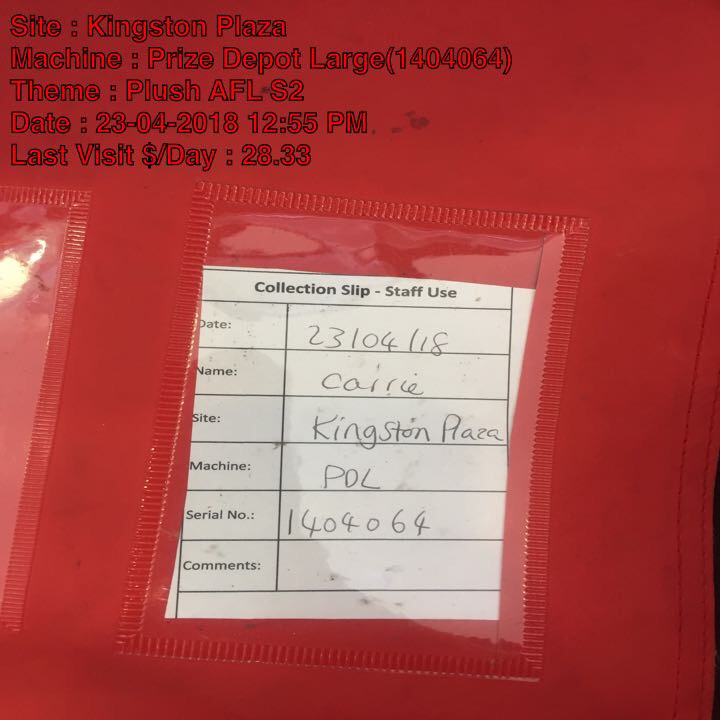 Site : Kingston Plaza
Machine : Prize Depot Large(1404064)
Theme : Plush AFL S2
Date : 23-04-2018 12:55 PM
Last Visit $/Day : 28.33
Collection Slip - Staff Use
Date: 23/04/18
Name: Carrie
Site: Kingston Plaza
Machine: PDL
Serial No.: 1404064
Comments: